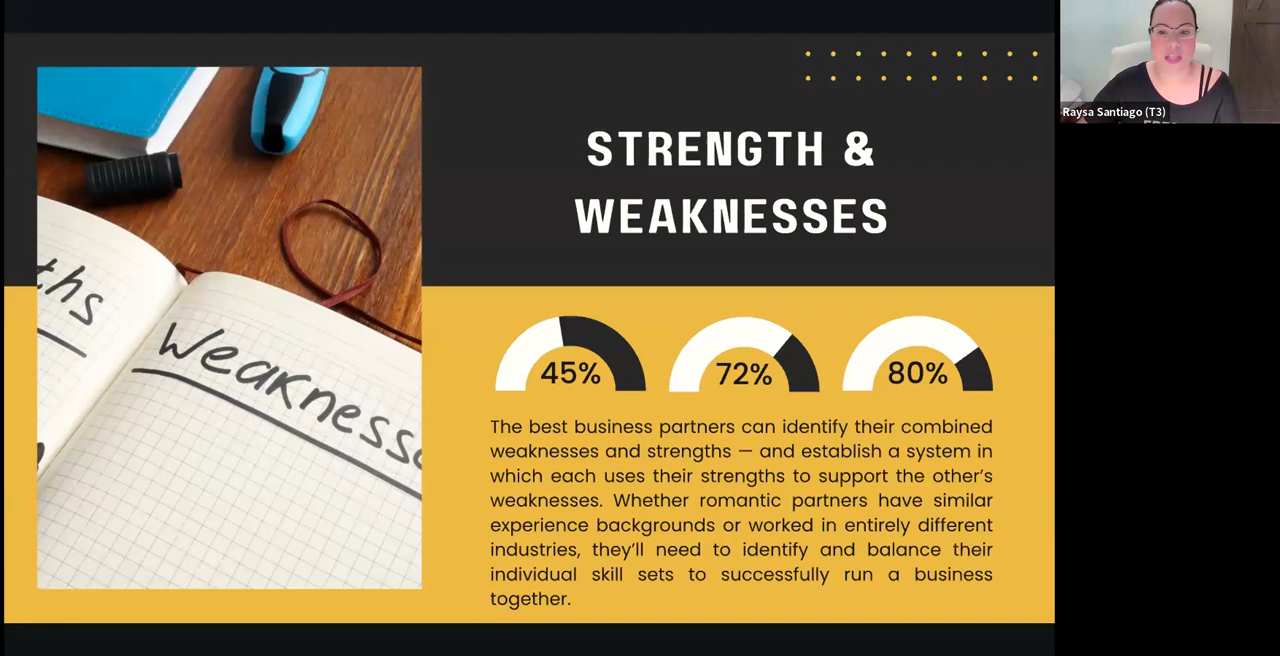 STRENGTH &
WEAKNESSES
Raysa Santiago (T3)
ths
Weaknesse
45%
72%
80%
The best business partners can identify their combined
weaknesses and strengths — and establish a system in
which each uses their strengths to support the other’s
weaknesses. Whether romantic partners have similar
experience backgrounds or worked in entirely different
industries, they’ll need to identify and balance their
individual skill sets to successfully run a business
together.